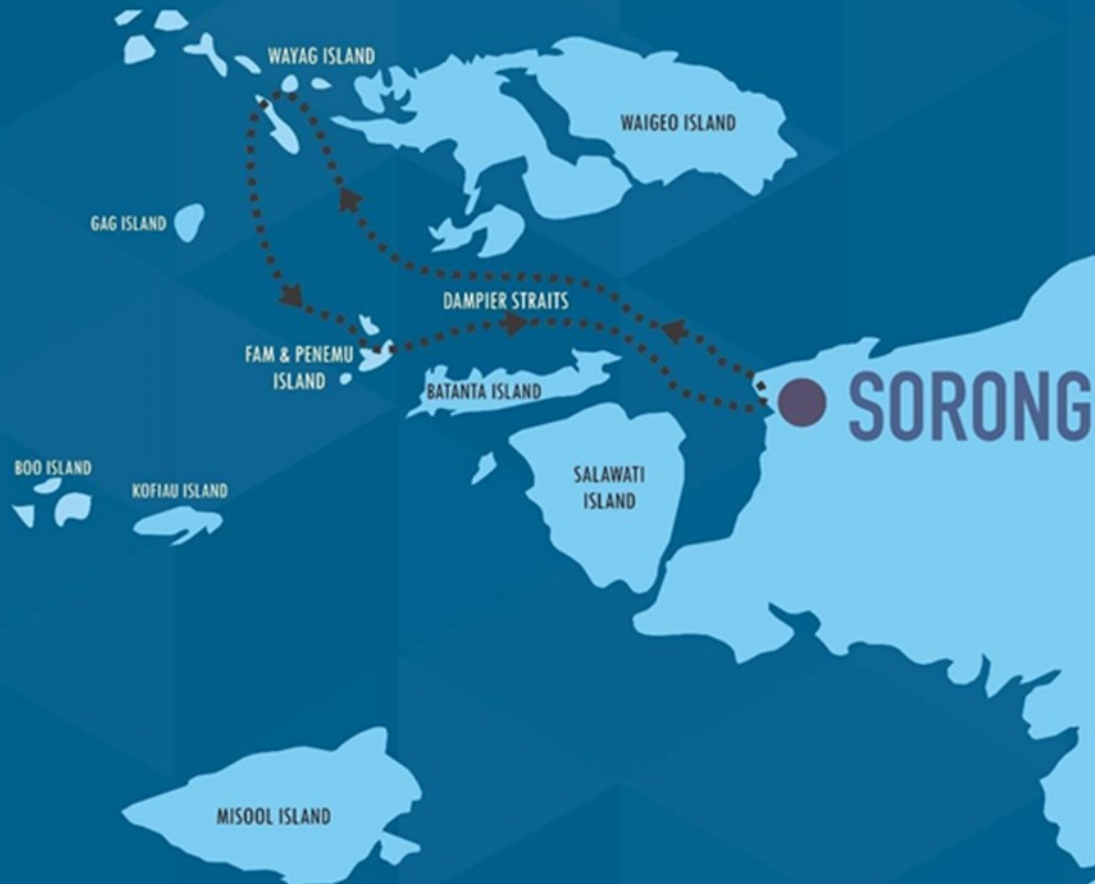 WAYAG ISLAND
WAIGEO ISLAND
GAG ISLAND
DAMPIER STRAITS
FAM & PENEMU
ISLAND
BATANTA ISLAND
SORONG
BOO ISLAND
KOFIAU ISLAND
SALAWATI
ISLAND
MISOOL ISLAND